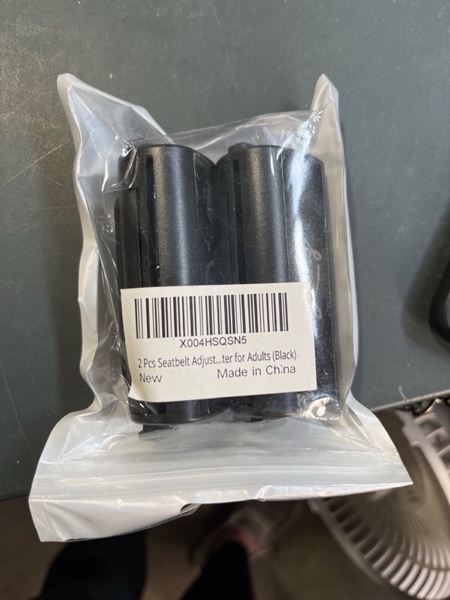 X004HSQSN5
2 Pcs Seatbelt Adjust...ter for Adults (Black)
New Made in China